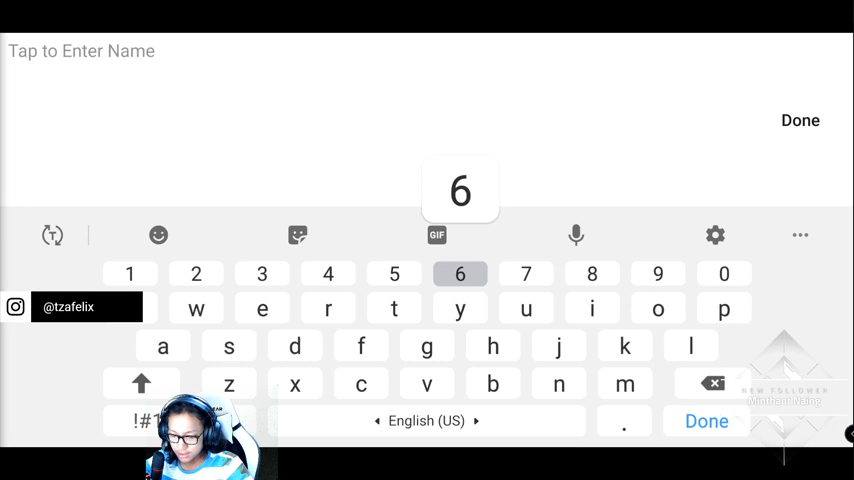 Tap to Enter Name
Done
6
GIF
1 2 3 4 5 6 7 8 9 0
@tzafelix
w e r t y u i o p
a s d f g h j k l
z x c v b n m
NEW FOLLOWER
Minthant Naing
!#1
English (US)
.
Done